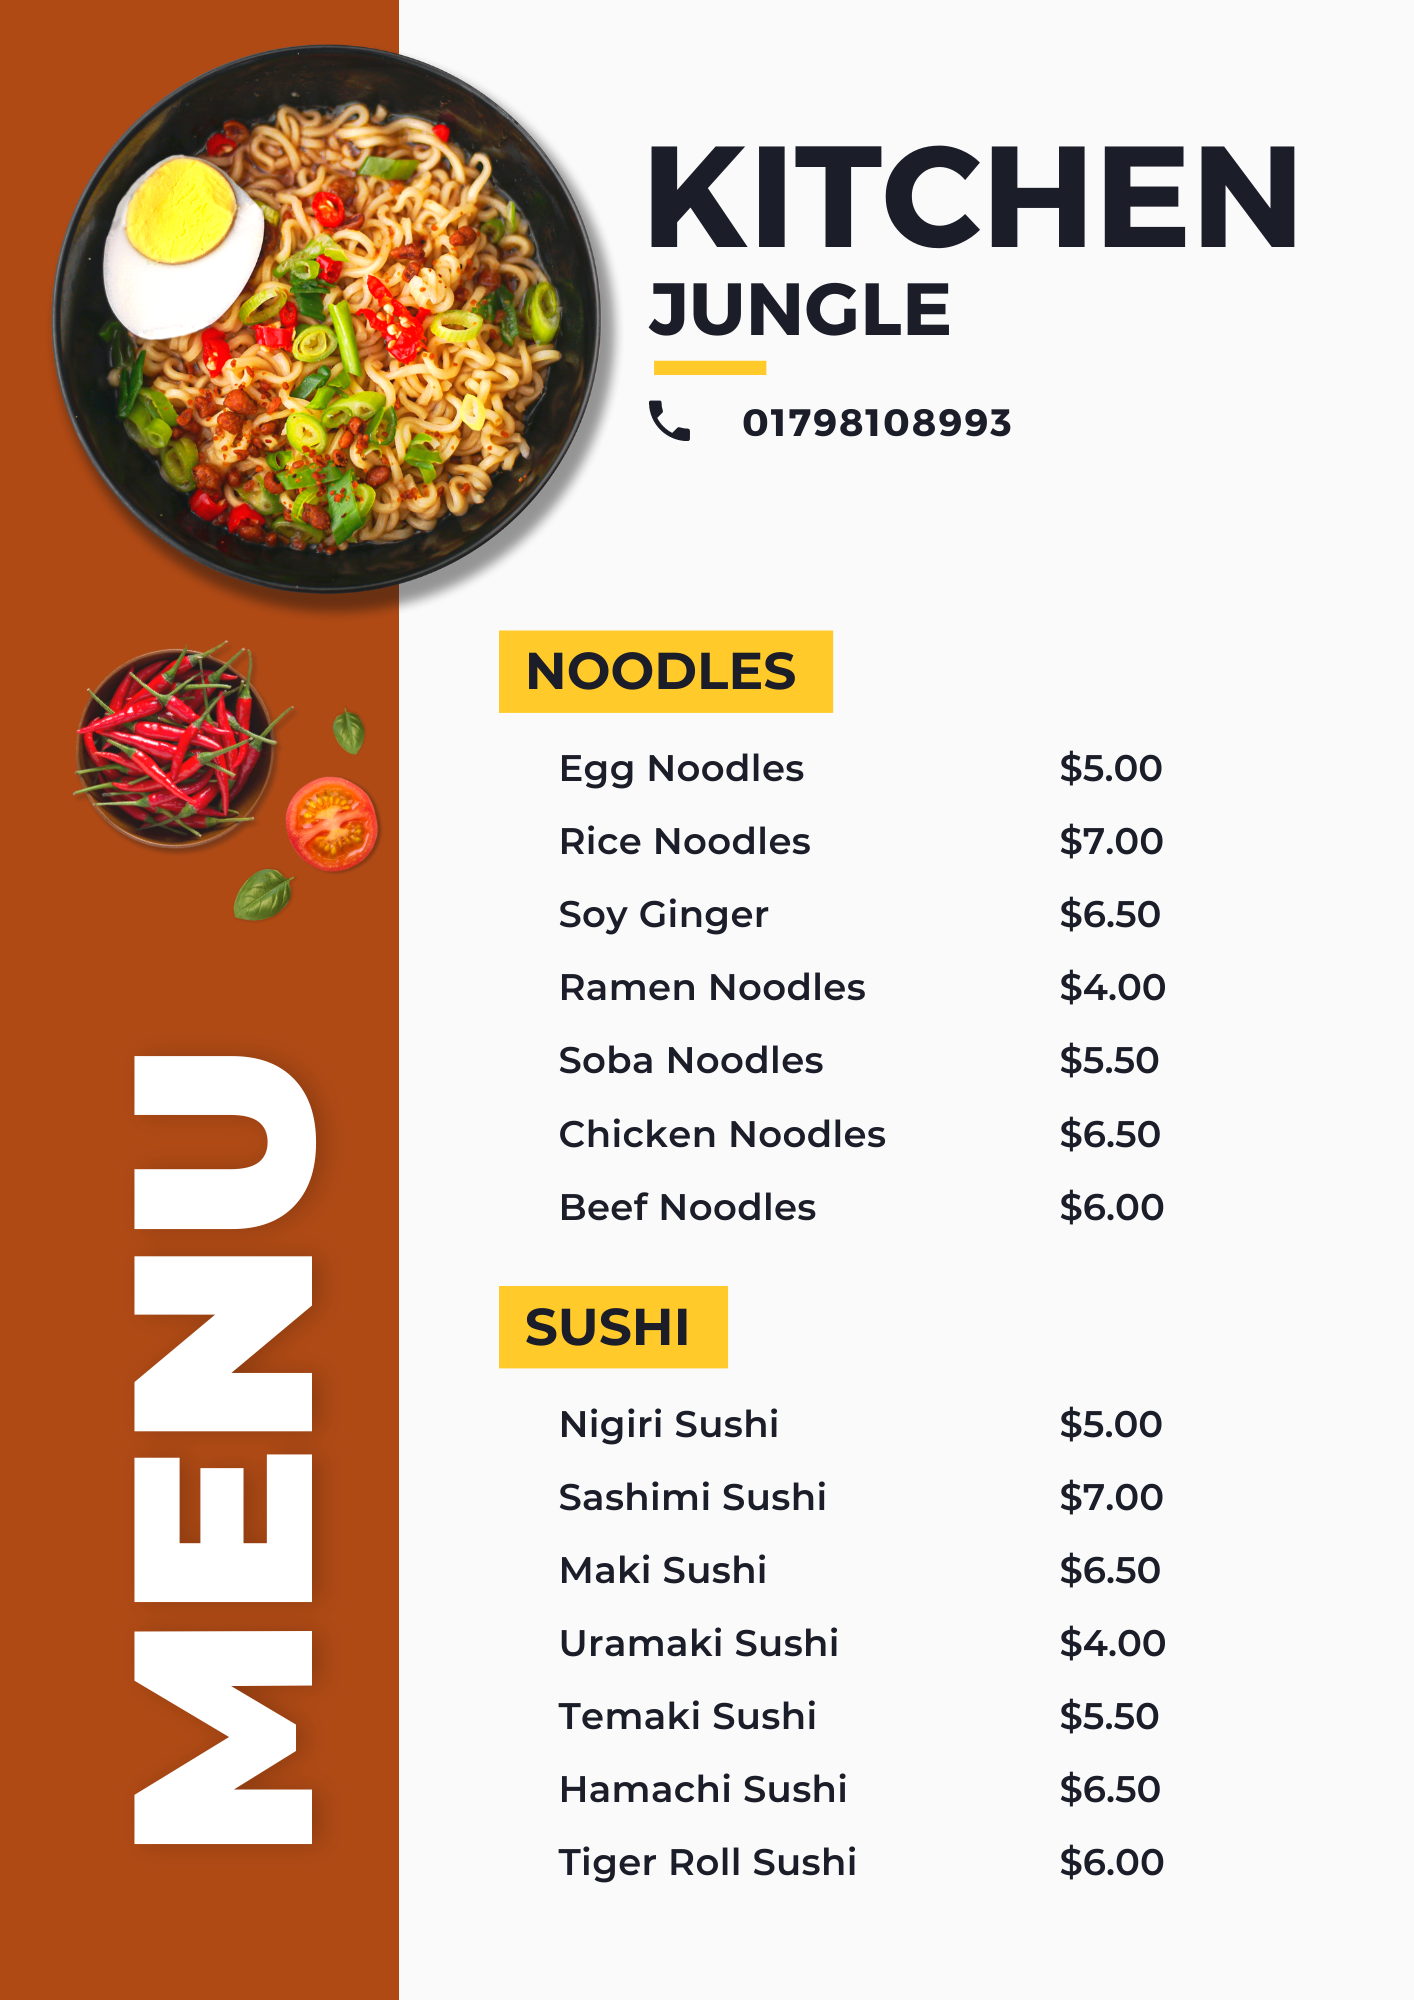 KITCHEN
JUNGLE
01798108993
NOODLES
Egg Noodles $5.00
Rice Noodles $7.00
Soy Ginger $6.50
Ramen Noodles $4.00
Soba Noodles $5.50
Chicken Noodles $6.50
Beef Noodles $6.00
SUSHI
Nigiri Sushi $5.00
Sashimi Sushi $7.00
Maki Sushi $6.50
Uramaki Sushi $4.00
Temaki Sushi $5.50
Hamachi Sushi $6.50
Tiger Roll Sushi $6.00
MENU